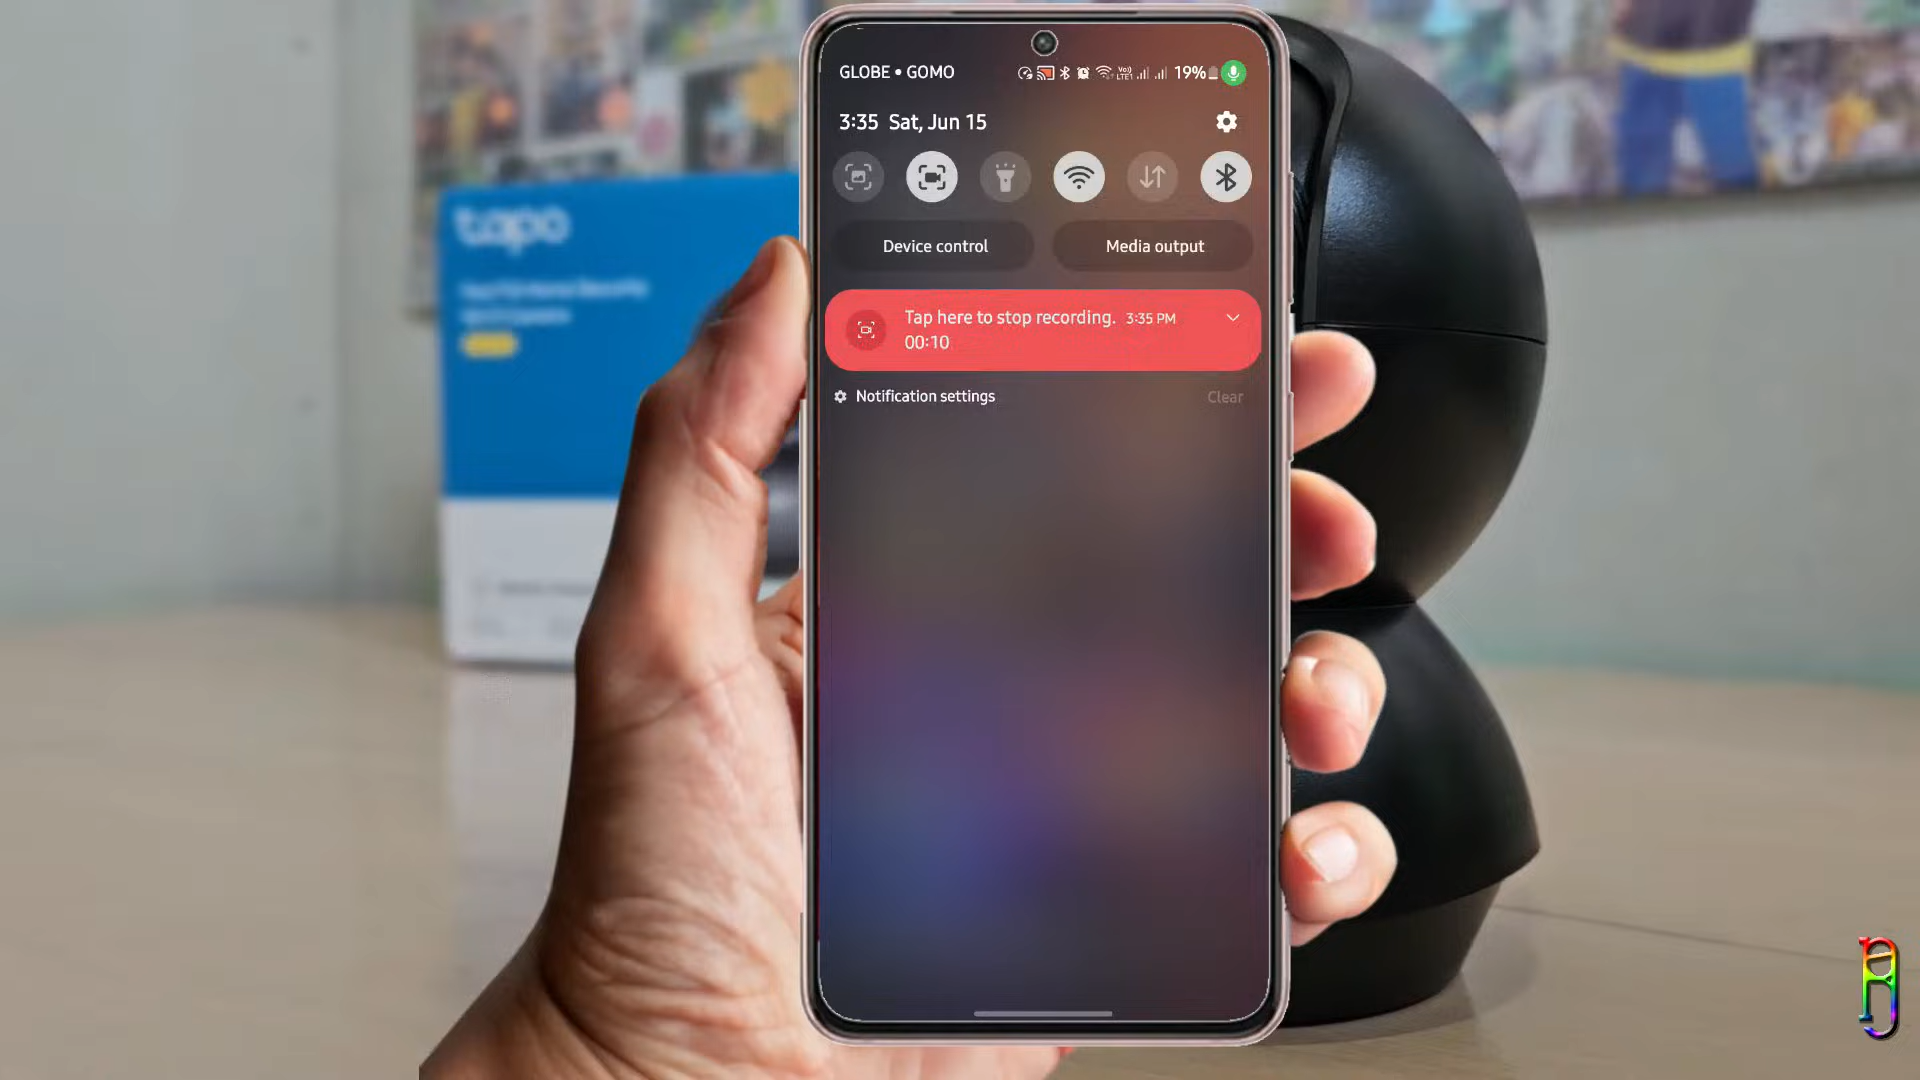 GLOBE • GOMO
19%
3:35 Sat, Jun 15
Device control
Media output
Tap here to stop recording. 3:35 PM
00:10
Notification settings
Clear
tapo